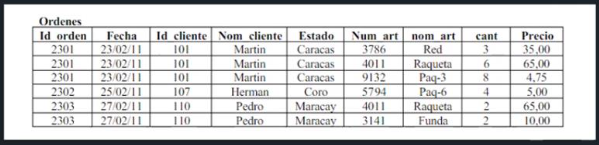 Ordenes
Id_orden Fecha Id_cliente Nom_cliente Estado Num_art nom_art cant Precio
2301 23/02/11 101 Martin Caracas 3786 Red 3 35,00
2301 23/02/11 101 Martin Caracas 4011 Raqueta 6 65,00
2301 23/02/11 101 Martin Caracas 9132 Paq-3 8 4,75
2302 25/02/11 107 Herman Coro 5794 Paq-6 4 5,00
2303 27/02/11 110 Pedro Maracay 4011 Raqueta 2 65,00
2303 27/02/11 110 Pedro Maracay 3141 Funda 2 10,00